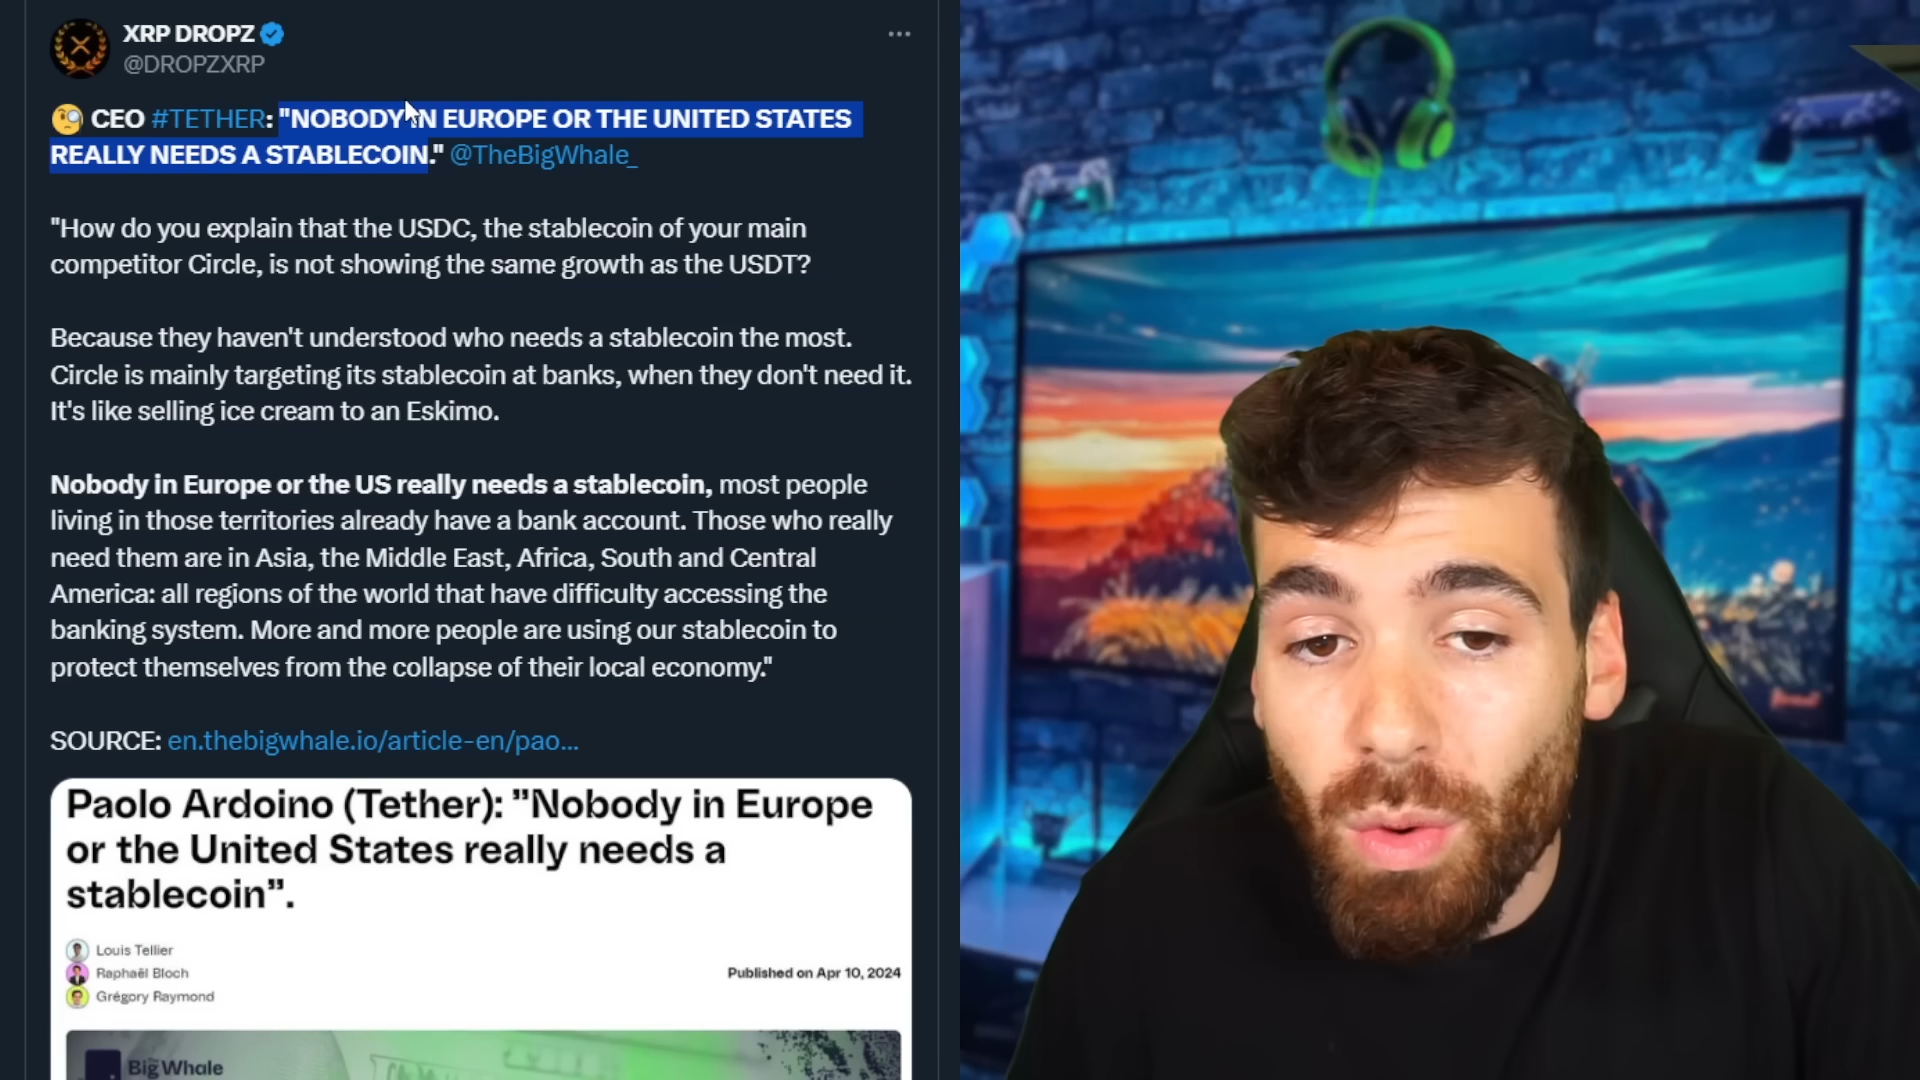 XRP DROPZ
@DROPZXRP
CEO #TETHER: "NOBODY IN EUROPE OR THE UNITED STATES
REALLY NEEDS A STABLECOIN." @TheBigWhale_
"How do you explain that the USDC, the stablecoin of your main
competitor Circle, is not showing the same growth as the USDT?
Because they haven't understood who needs a stablecoin the most.
Circle is mainly targeting its stablecoin at banks, when they don't need it.
It's like selling ice cream to an Eskimo.
Nobody in Europe or the US really needs a stablecoin, most people
living in those territories already have a bank account. Those who really
need them are in Asia, the Middle East, Africa, South and Central
America: all regions of the world that have difficulty accessing the
banking system. More and more people are using our stablecoin to
protect themselves from the collapse of their local economy."
SOURCE: en.thebigwhale.io/article-en/pao...
Paolo Ardoino (Tether): "Nobody in Europe
or the United States really needs a
stablecoin".
Louis Tellier
Raphaël Bloch
Grégory Raymond
Published on Apr 10, 2024
Big Whale